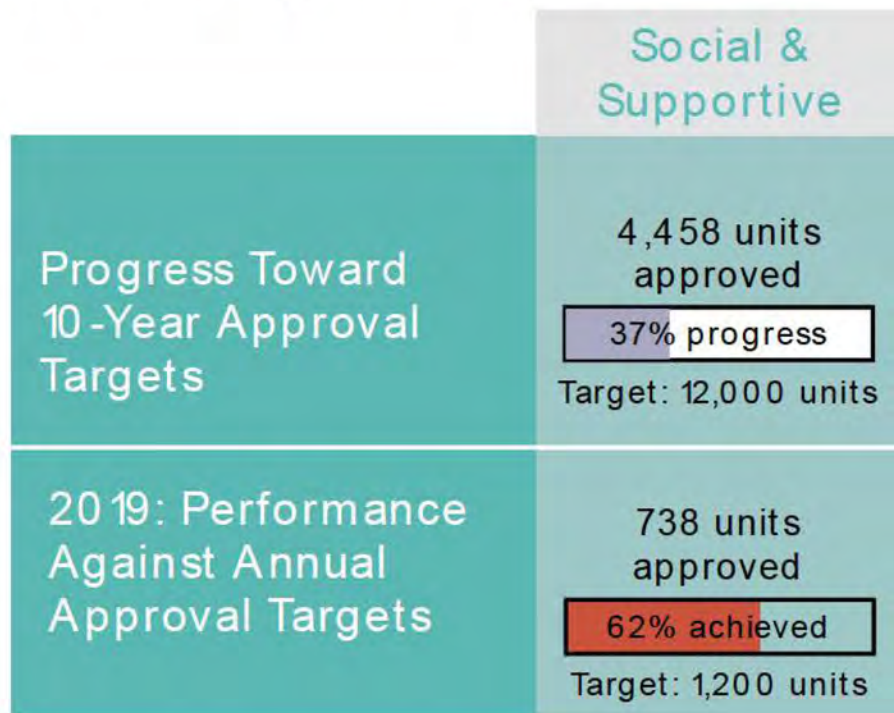 Social &
Supportive
Progress Toward
10-Year Approval
Targets
4,458 units
approved
37% progress
Target: 12,000 units
2019: Performance
Against Annual
Approval Targets
738 units
approved
62% achieved
Target: 1,200 units